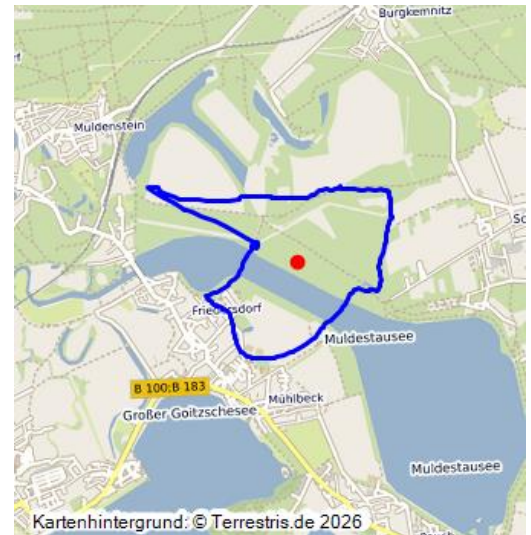 Burgkemnitz
Muldenstein
Friedersdorf
Muldestausee
B 100;B 183
Mühlbeck
Großer Goitzschesee
Muldestausee
Kartenhintergrund: © Terrestris.de 2026